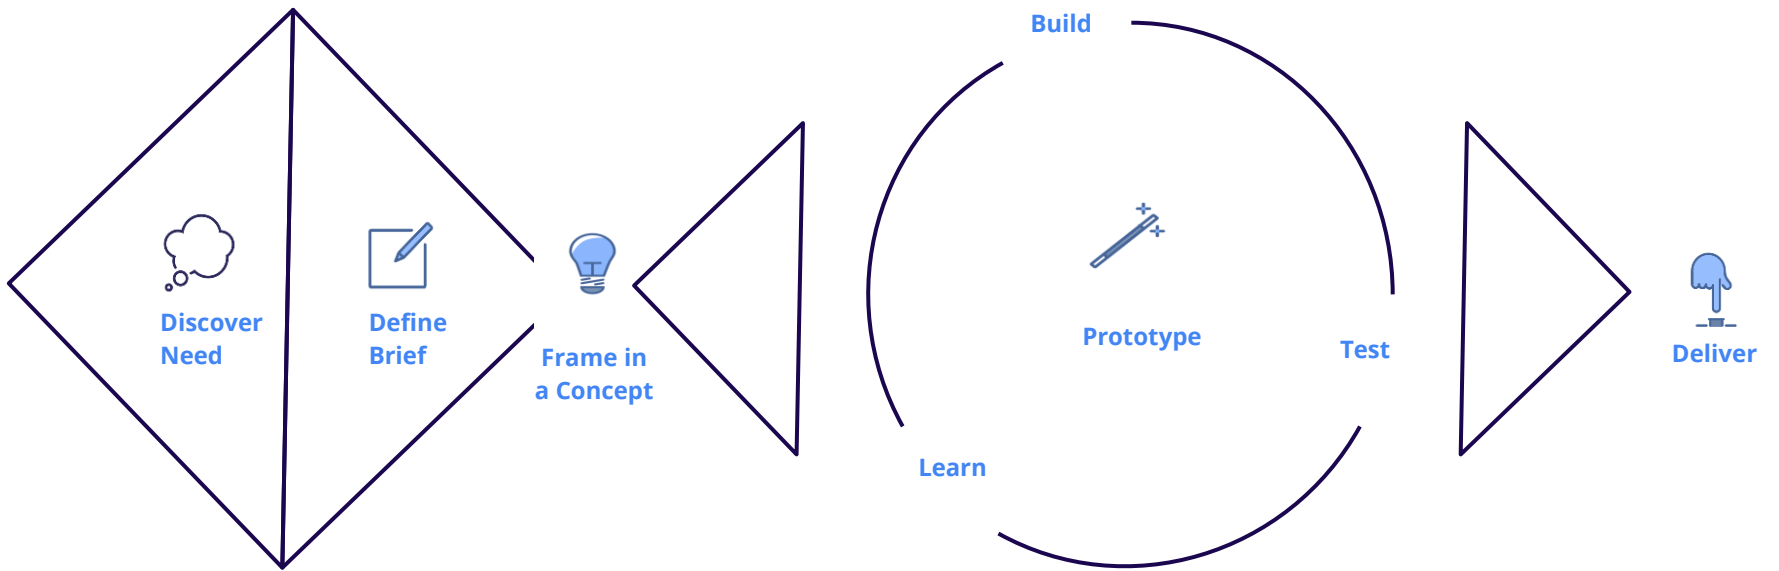 Discover
Need
Define
Brief
Frame in
a Concept
Build
Prototype
Test
Learn
Deliver